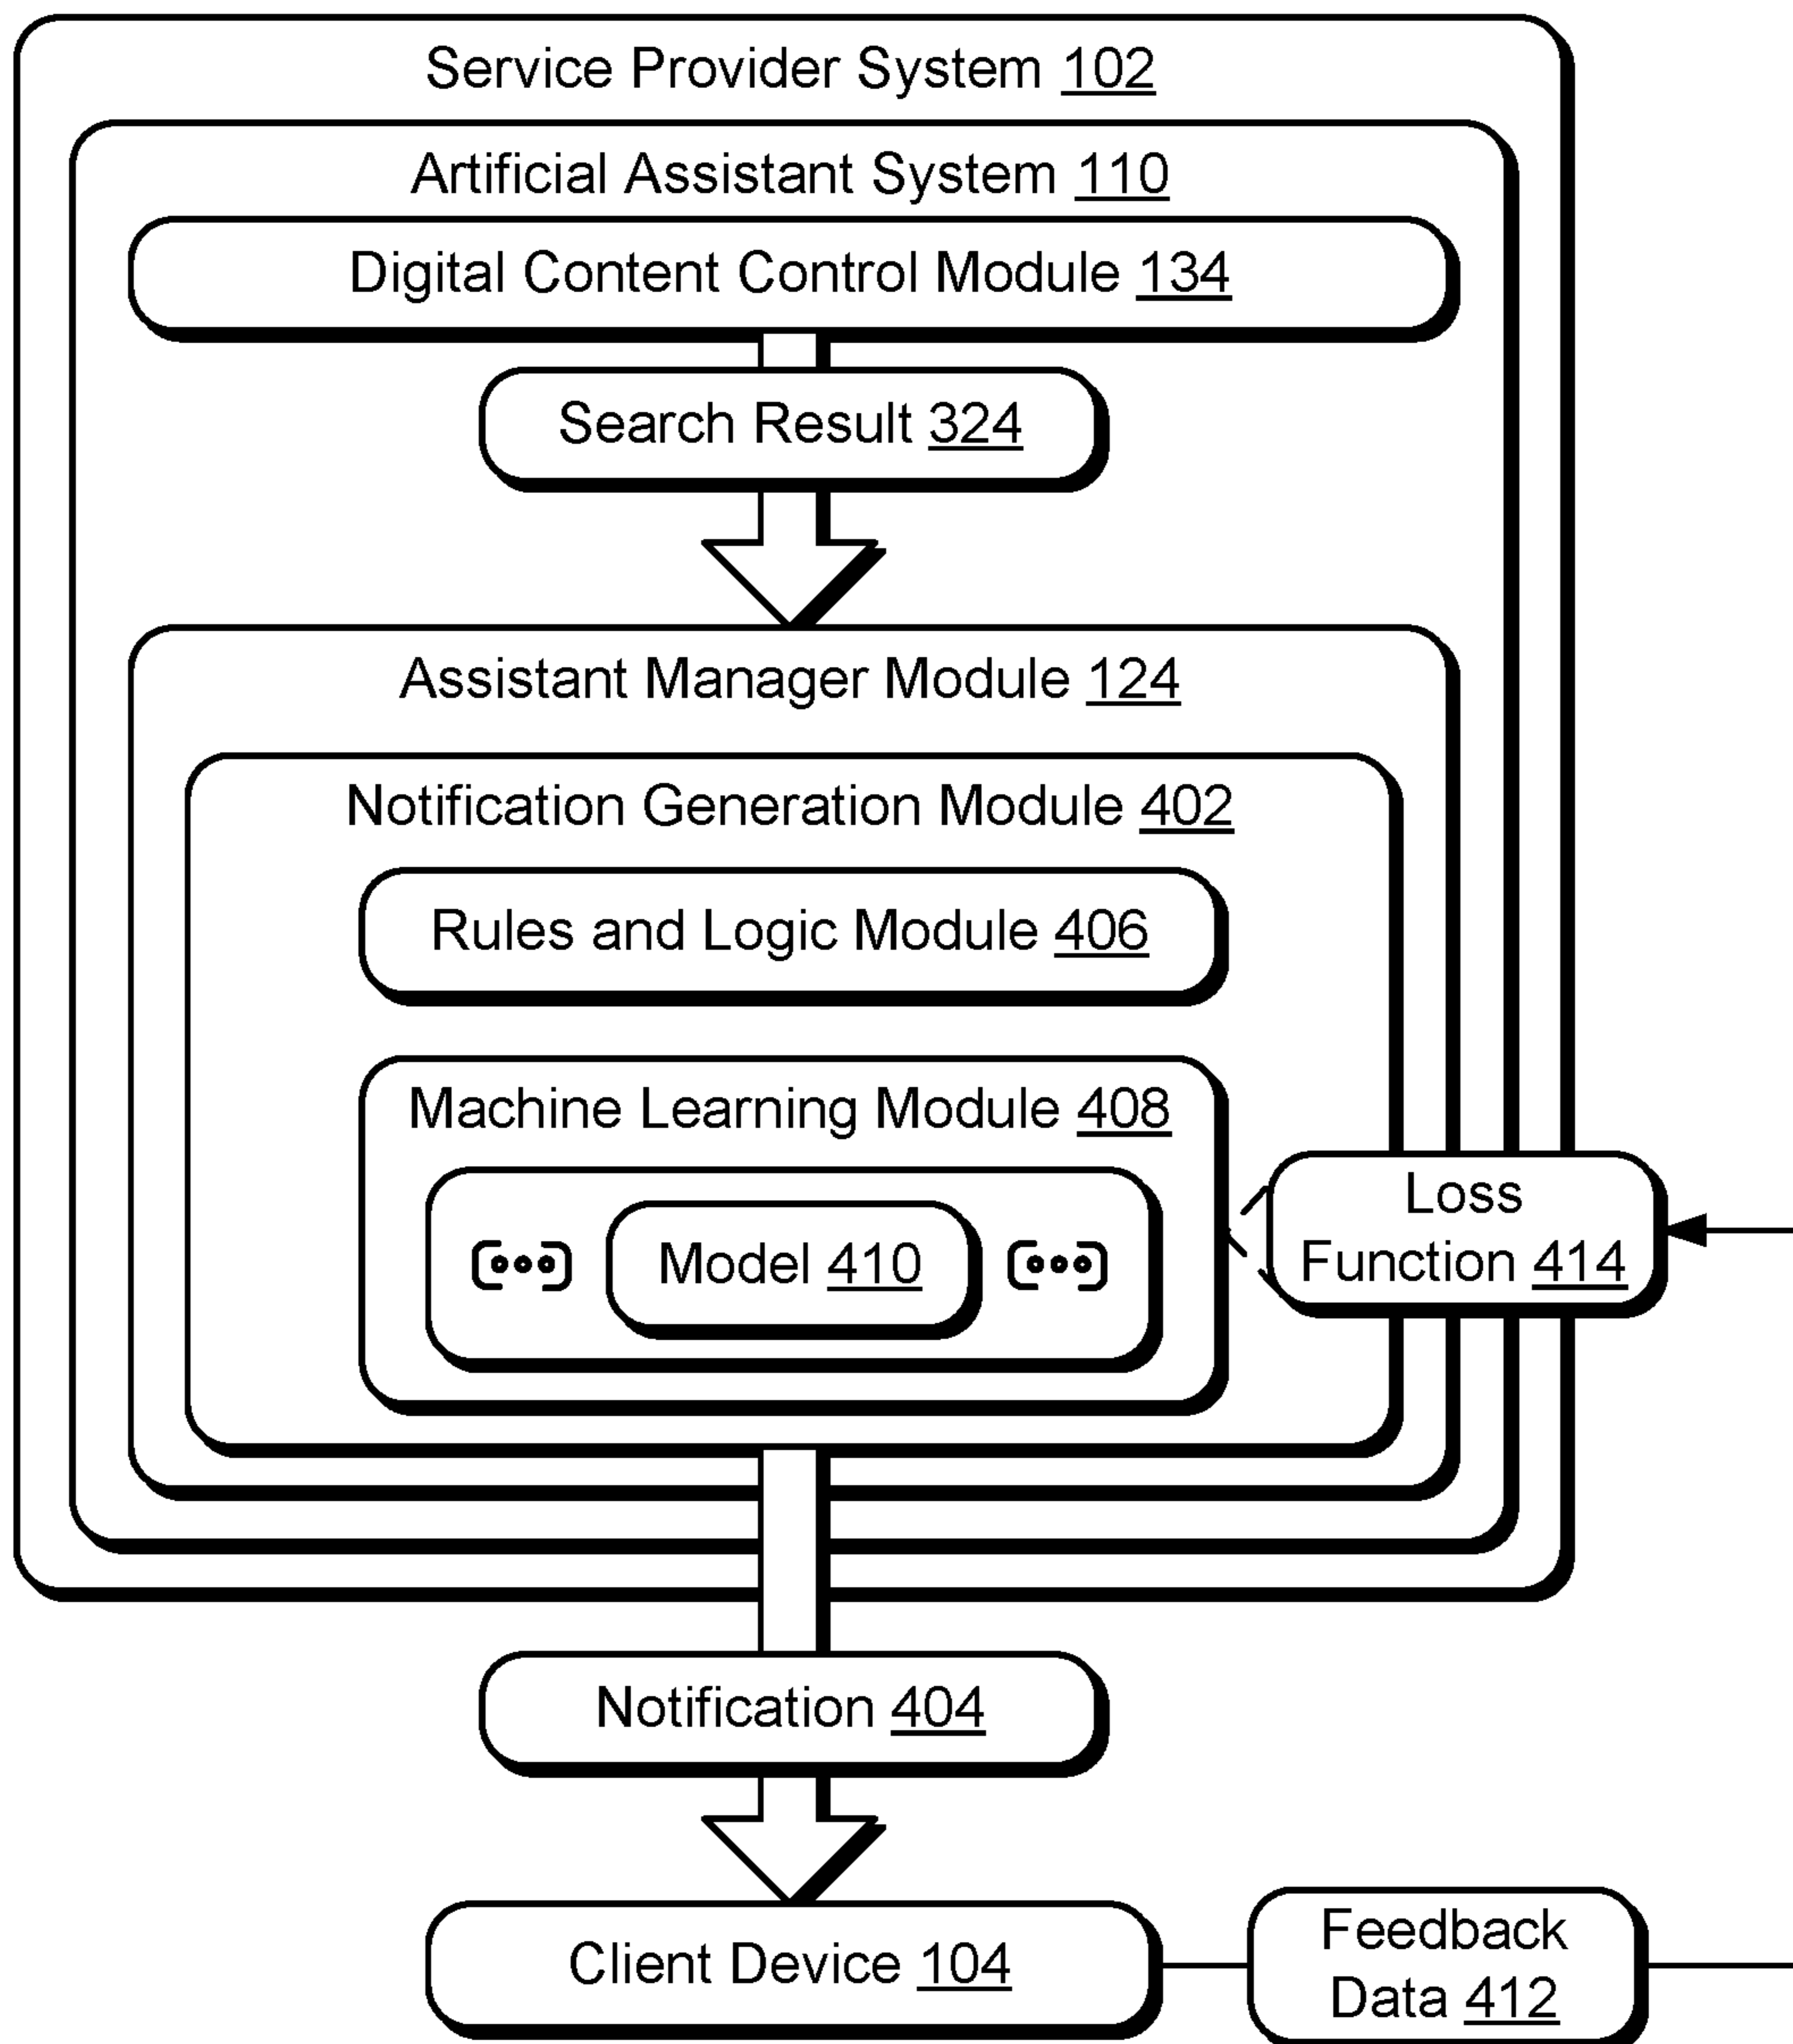 Service Provider System 102
Artificial Assistant System 110
Digital Content Control Module 134
Search Result 324
Assistant Manager Module 124
Notification Generation Module 402
Rules and Logic Module 406
Machine Learning Module 408
Model 410
Loss
Function 414
Notification 404
Client Device 104
Feedback
Data 412